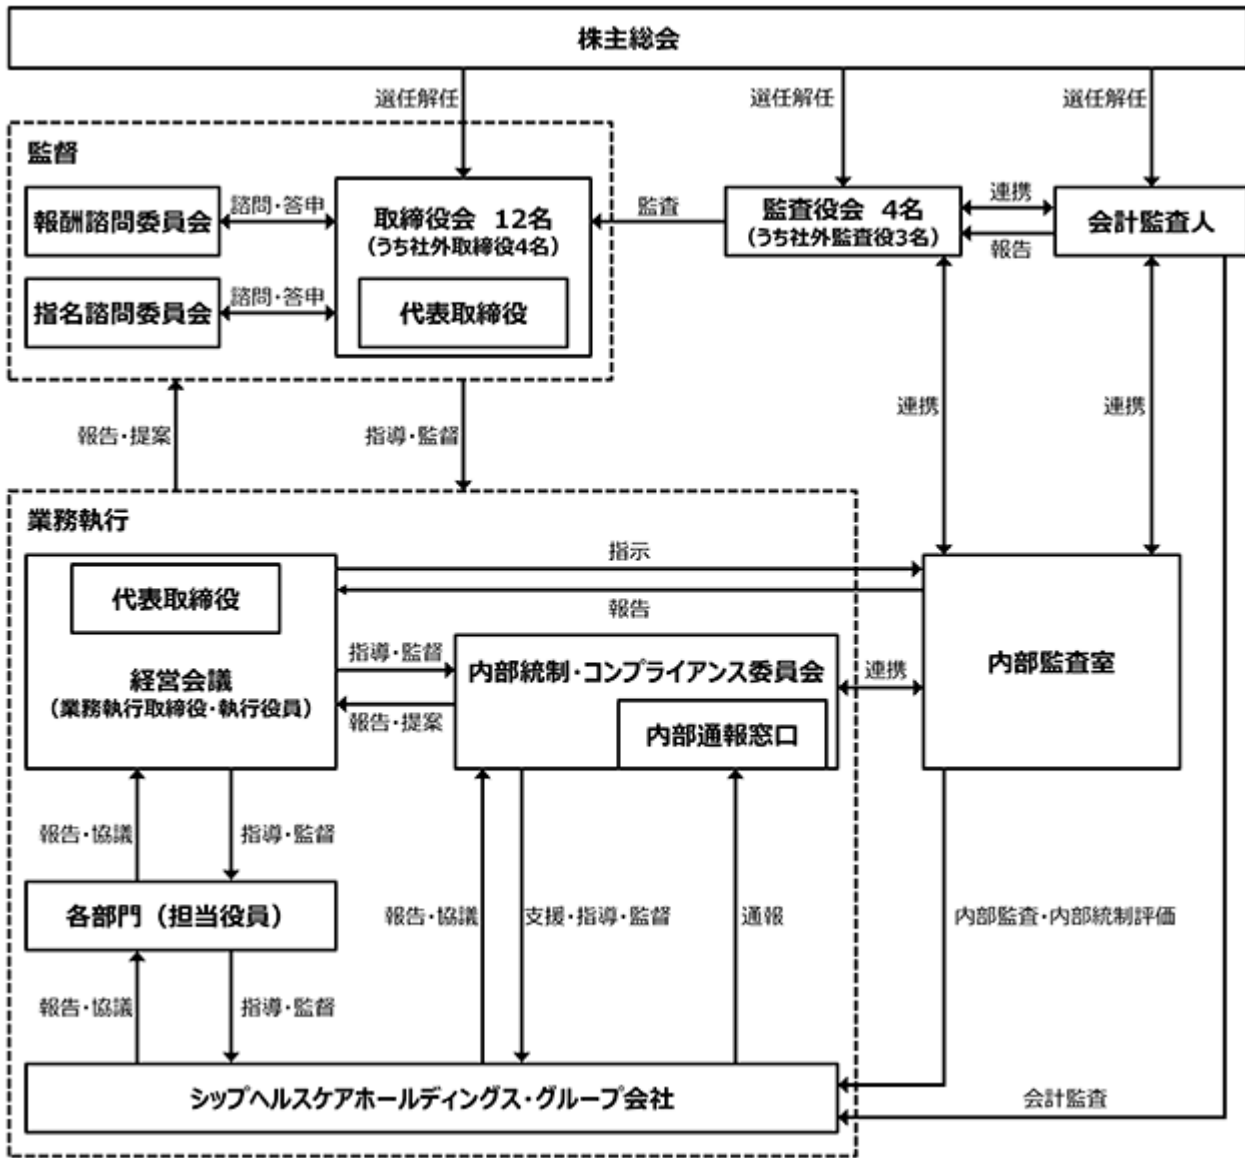 株主総会
選任解任
選任解任
選任解任
監督
報酬諮問委員会
諮問・答申
取締役会 12名
（うち社外取締役4名）
監査
監査役会 4名
（うち社外監査役3名）
連携
報告
会計監査人
指名諮問委員会
諮問・答申
代表取締役
連携
連携
報告・提案
指導・監督
業務執行
代表取締役
経営会議
（業務執行取締役・執行役員）
指示
報告
指導・監督
報告・提案
内部統制・コンプライアンス委員会
内部通報窓口
連携
内部監査室
報告・協議
指導・監督
各部門（担当役員）
報告・協議
支援・指導・監督
通報
内部監査・内部統制評価
報告・協議
指導・監督
シップヘルスケアホールディングス・グループ会社
会計監査